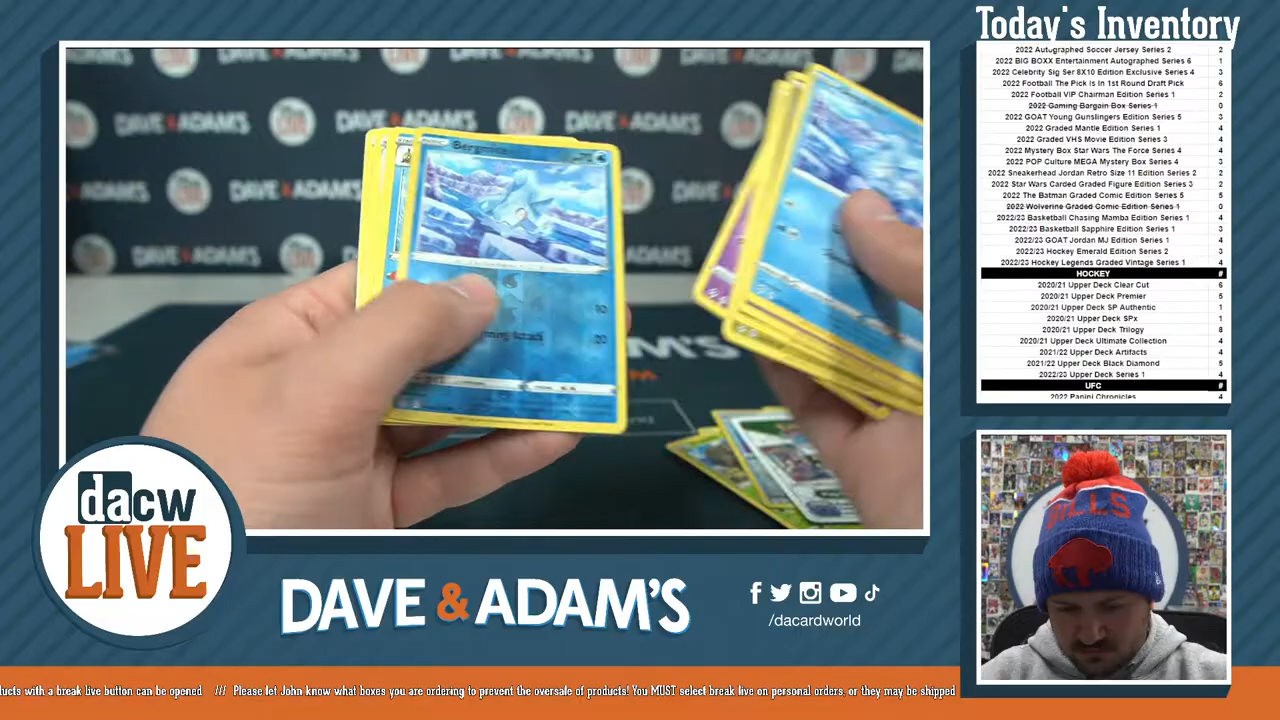 Today's Inventory
2022 Autographed Soccer Jersey Series 2 2
2022 BIG BOXX Entertainment Autographed Series 6 1
2022 Celebrity Sig Ser 8X10 Edition Exclusive Series 4 3
2022 Football The Pick Is In 1st Round Draft Pick 6
2022 Football VIP Chairman Edition Series 1 2
2022 Gaming Bargain Box Series 1 0
2022 GOAT Young Gunslingers Edition Series 5 3
2022 Graded Mantle Edition Series 1 4
2022 Graded VHS Movie Edition Series 3 4
2022 Mystery Box Star Wars The Force Series 4 4
2022 POP Culture MEGA Mystery Box Series 4 3
2022 Sneakerhead Jordan Retro Size 11 Edition Series 2 2
2022 Star Wars Carded Graded Figure Edition Series 3 2
2022 The Batman Graded Comic Edition Series 5 5
2022 Wolverine Graded Comic Edition Series 1 0
2022/23 Basketball Chasing Mamba Edition Series 1 4
2022/23 Basketball Sapphire Edition Series 1 3
2022/23 GOAT Jordan MJ Edition Series 1 4
2022/23 Hockey Emerald Edition Series 2 3
2022/23 Hockey Legends Graded Vintage Series 1 4
HOCKEY #
2020/21 Upper Deck Clear Cut 6
2020/21 Upper Deck Premier 5
2020/21 Upper Deck SP Authentic 1
2020/21 Upper Deck SPx 1
2020/21 Upper Deck Trilogy 8
2020/21 Upper Deck Ultimate Collection 4
2021/22 Upper Deck Artifacts 4
2021/22 Upper Deck Black Diamond 5
2022/23 Upper Deck Series 1 4
UFC #
2022 Panini Chronicles 4
DAVE & ADAM'S
DAVE & ADAM'S
DAVE & ADAM'S
Bergmite
10
20
BILLS
dacw
LIVE
DAVE & ADAM'S
/dacardworld
ucts with a break live button can be opened /// Please let John know what boxes you are ordering to prevent the oversale of products! You MUST select break live on personal orders, or they may be shipped